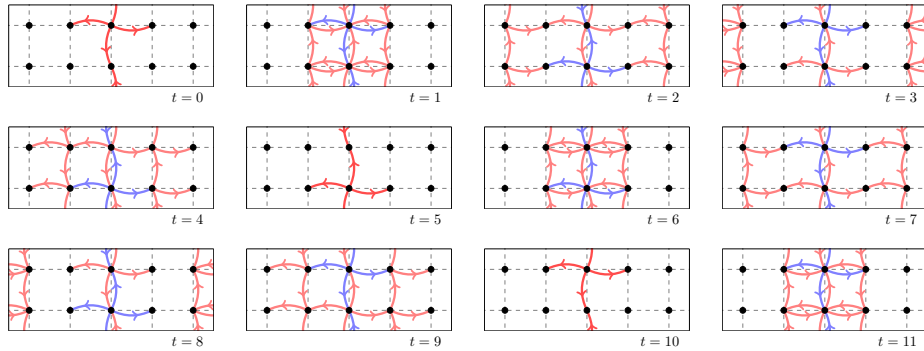 t = 0
t = 1
t = 2
t = 3
t = 4
t = 5
t = 6
t = 7
t = 8
t = 9
t = 10
t = 11